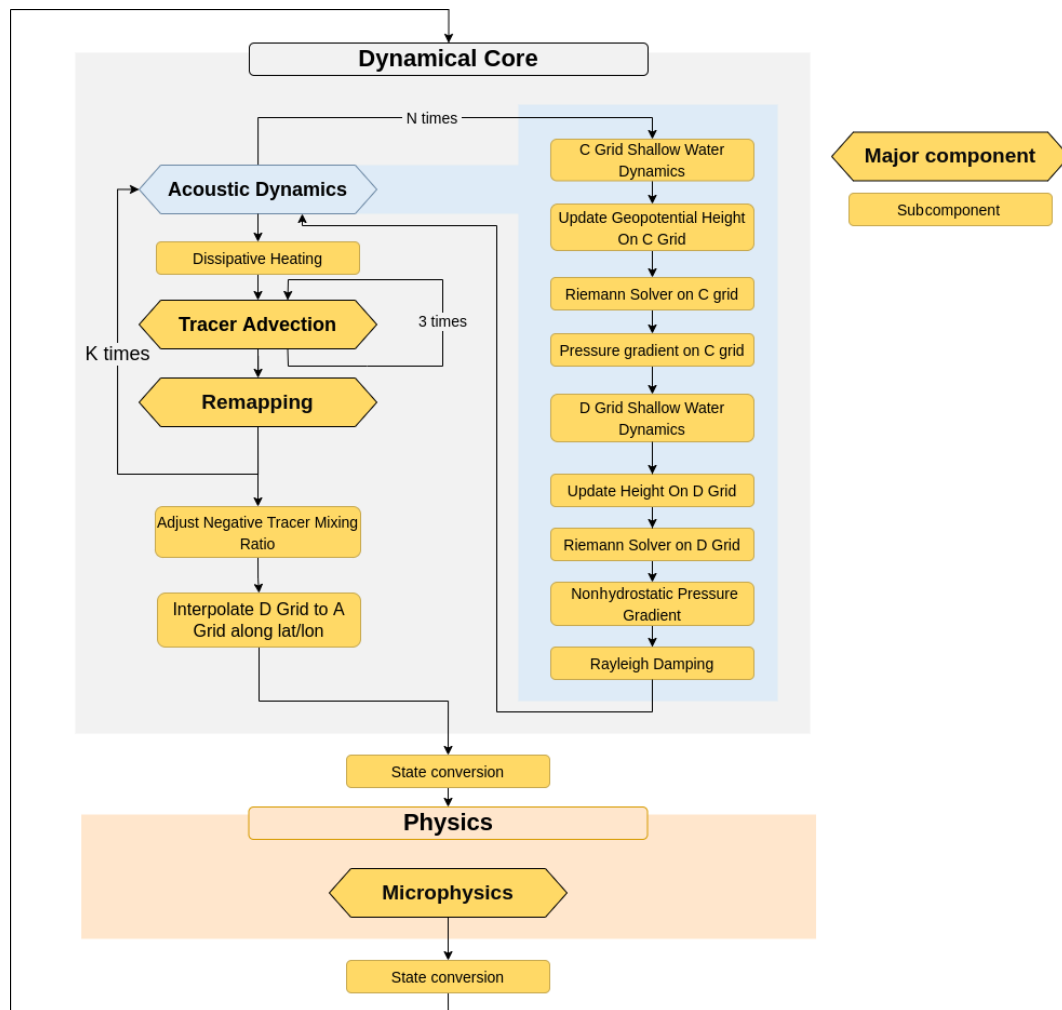 Dynamical Core
N times
Acoustic Dynamics
Dissipative Heating
Tracer Advection
3 times
K times
Remapping
Adjust Negative Tracer Mixing
Ratio
Interpolate D Grid to A
Grid along lat/lon
C Grid Shallow Water
Dynamics
Update Geopotential Height
On C Grid
Riemann Solver on C grid
Pressure gradient on C grid
D Grid Shallow Water
Dynamics
Update Height On D Grid
Riemann Solver on D Grid
Nonhydrostatic Pressure
Gradient
Rayleigh Damping
Major component
Subcomponent
State conversion
Physics
Microphysics
State conversion